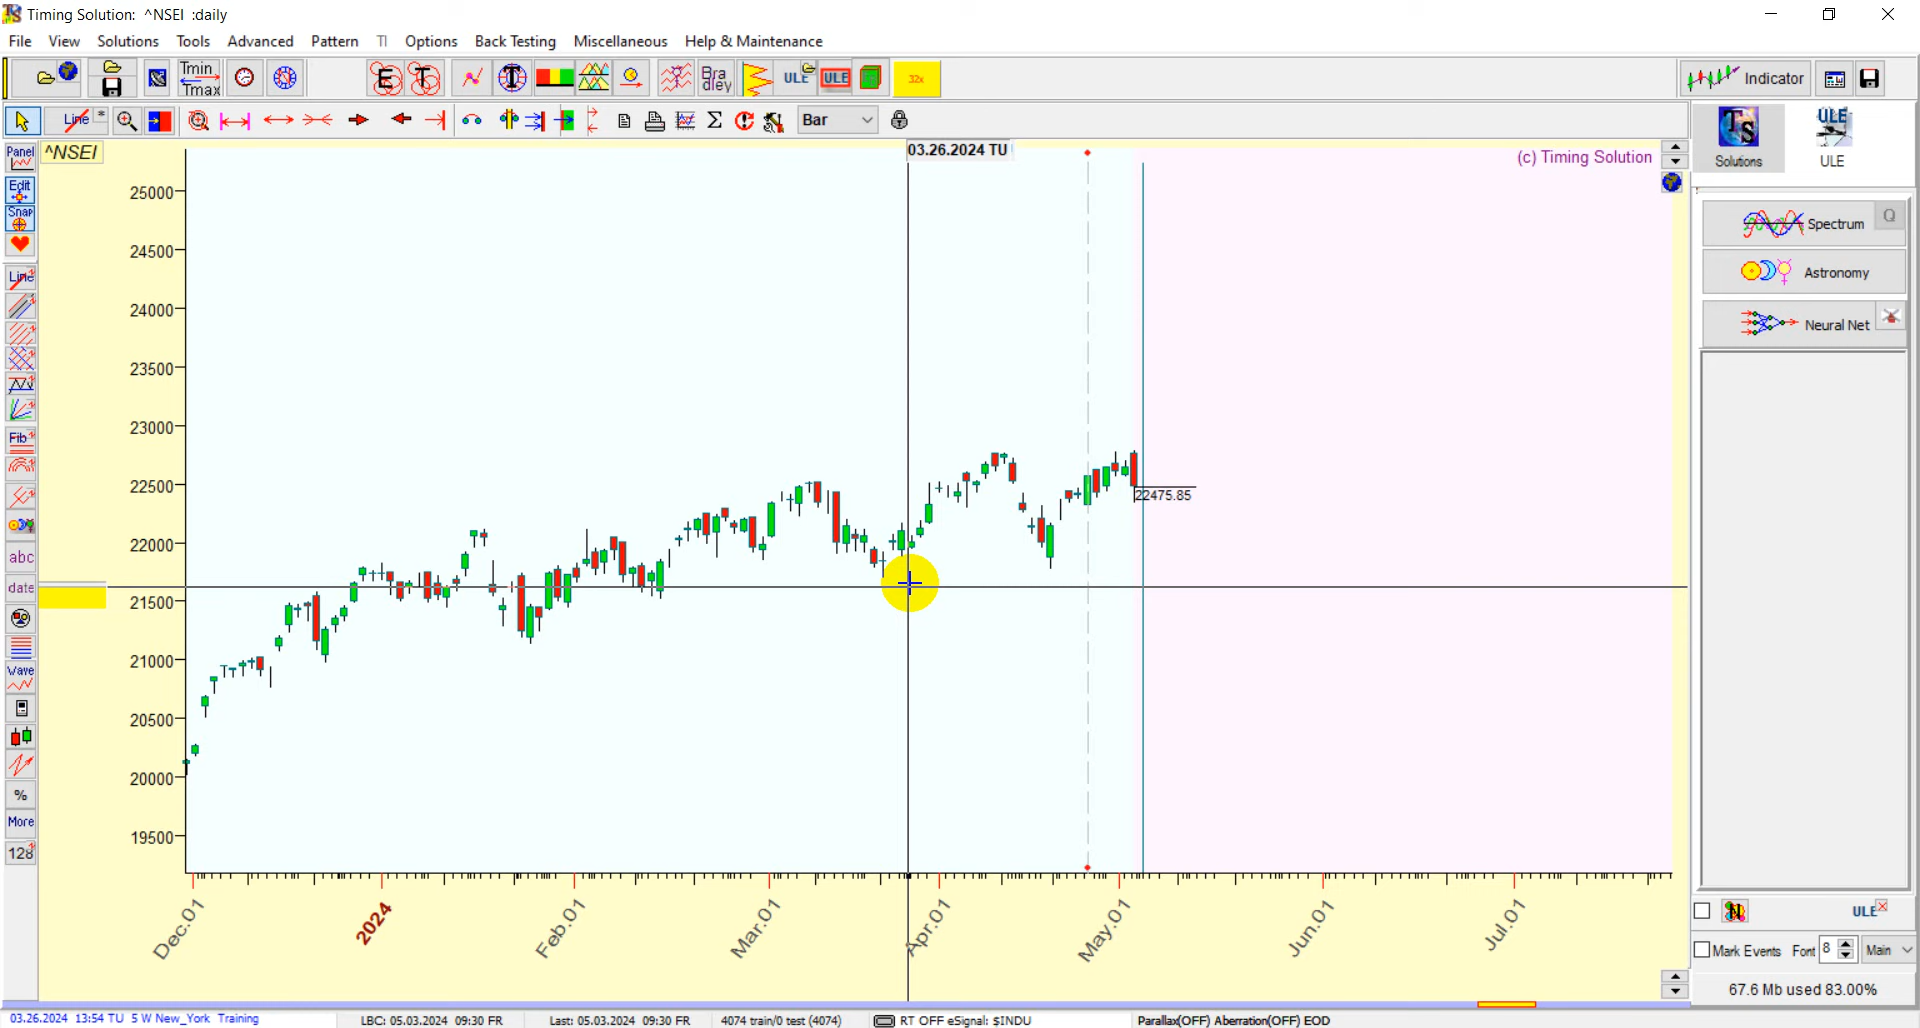 Timing Solution: ^NSEI :daily
File View Solutions Tools Advanced Pattern TI Options Back Testing Miscellaneous Help & Maintenance
Tmin
Tmax
E T T
Bra
dley
ULE ULE 32x
Indicator
Line * Bar
Solutions
ULE
Panel
^NSEI
03.26.2024 TU
(c) Timing Solution
Edit
Snap
Line
Fib
abc
date
Wave
%
More
128
25000
24500
24000
23500
23000
22500
22000
21500
21000
20500
20000
19500
22475.85
Dec.01 2024 Feb.01 Mar.01 Apr.01 May.01 Jun.01 Jul.01
Spectrum Q
Astronomy
Neural Net
ULE
Mark Events Font 8 Main
67.6 Mb used 83.00%
03.26.2024 13:54 TU 5 W New_York Training LBC: 05.03.2024 09:30 FR Last: 05.03.2024 09:30 FR 4074 train/0 test (4074) RT OFF eSignal: $INDU Parallax(OFF) Aberration(OFF) EOD